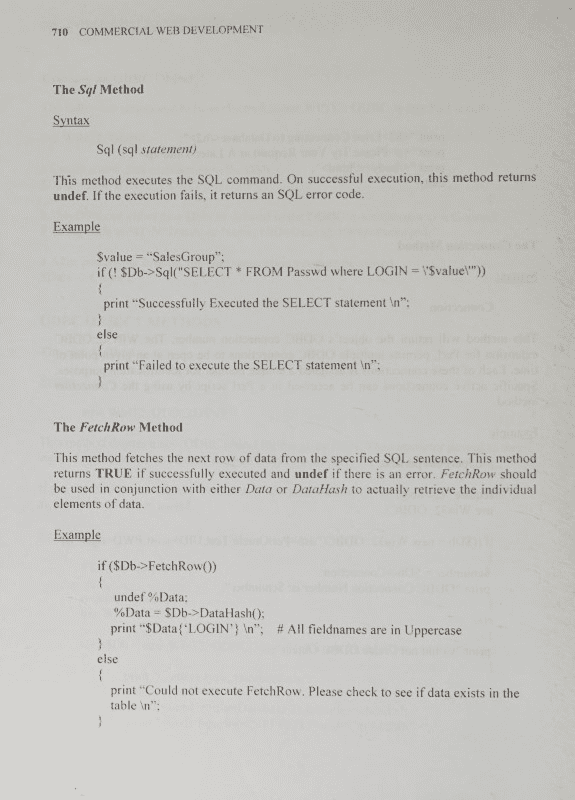 710 COMMERCIAL WEB DEVELOPMENT
The Sql Method
Syntax
Sql (sql statement)
This method executes the SQL command. On successful execution, this method returns
undef. If the execution fails, it returns an SQL error code.
Example
$value = “SalesGroup”;
if (! $Db->Sql("SELECT * FROM Passwd where LOGIN = \'$value\'"))
{
print “Successfully Executed the SELECT statement \n”;
}
else
{
print “Failed to execute the SELECT statement \n”;
}
The FetchRow Method
This method fetches the next row of data from the specified SQL sentence. This method
returns TRUE if successfully executed and undef if there is an error. FetchRow should
be used in conjunction with either Data or DataHash to actually retrieve the individual
elements of data.
Example
if ($Db->FetchRow())
{
undef %Data;
%Data = $Db->DataHash();
print “$Data{‘LOGIN’} \n”; # All fieldnames are in Uppercase
}
else
{
print “Could not execute FetchRow. Please check to see if data exists in the
table \n”;
}